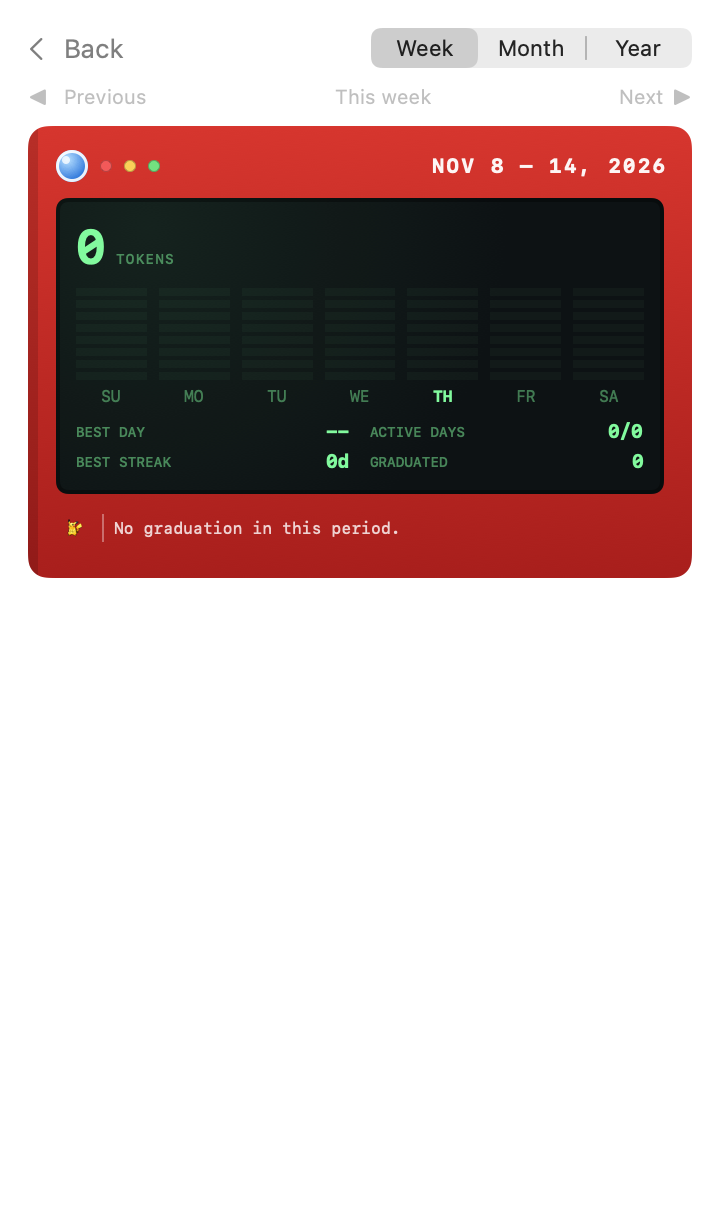 Back
Week Month Year
Previous This week Next
NOV 8 — 14, 2026
0 TOKENS
SU MO TU WE TH FR SA
BEST DAY —— ACTIVE DAYS 0/0
BEST STREAK 0d GRADUATED 0
No graduation in this period.